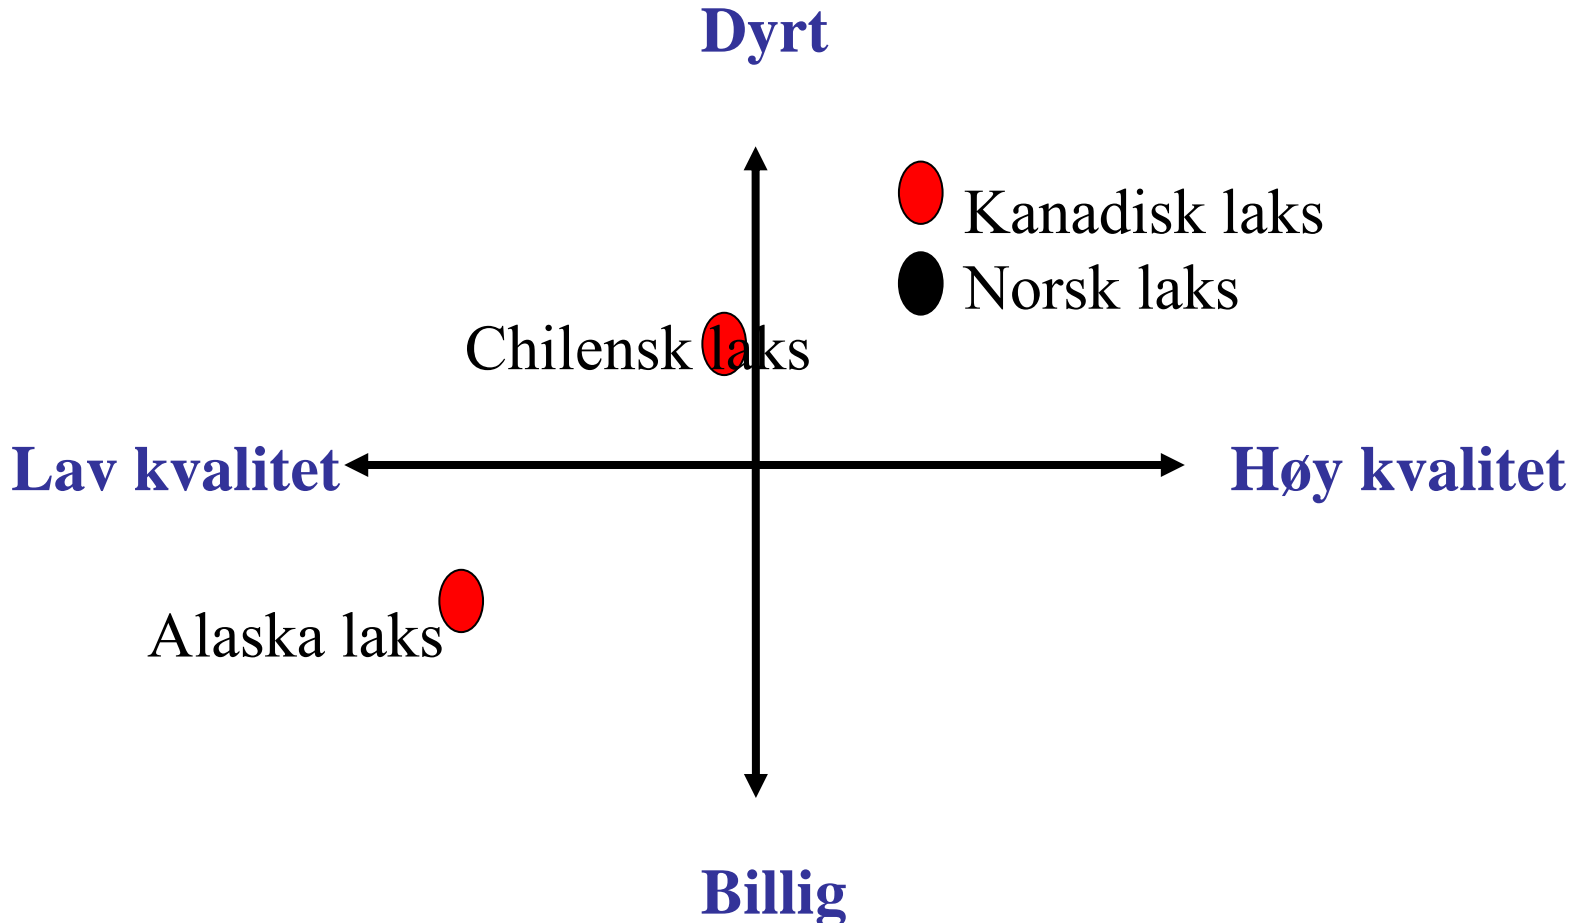 Dyrt
Kanadisk laks
Norsk laks
Chilensk laks
Lav kvalitet
Høy kvalitet
Alaska laks
Billig